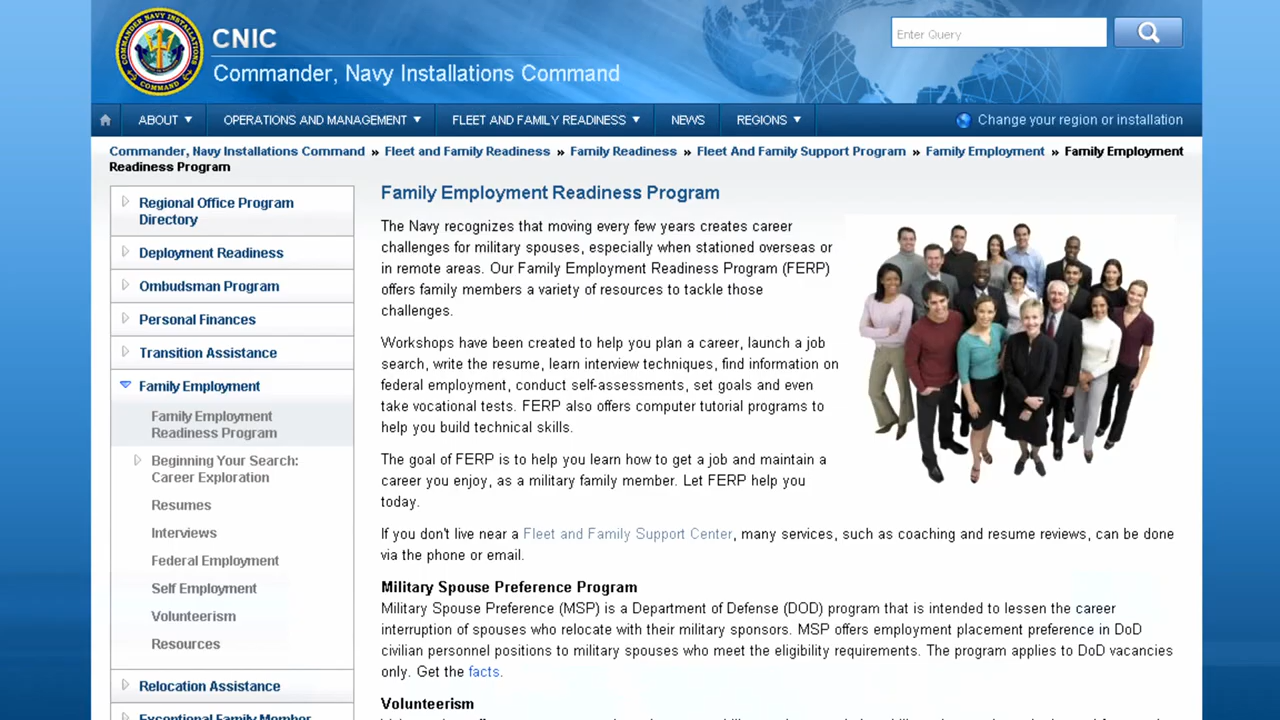 CNIC
Commander, Navy Installations Command
Enter Query
ABOUT
OPERATIONS AND MANAGEMENT
FLEET AND FAMILY READINESS
NEWS
REGIONS
Change your region or installation
Commander, Navy Installations Command » Fleet and Family Readiness » Family Readiness » Fleet And Family Support Program » Family Employment » Family Employment
Readiness Program
Regional Office Program
Directory
Deployment Readiness
Ombudsman Program
Personal Finances
Transition Assistance
Family Employment
Family Employment
Readiness Program
Beginning Your Search:
Career Exploration
Resumes
Interviews
Federal Employment
Self Employment
Volunteerism
Resources
Relocation Assistance
Exceptional Family Member
Family Employment Readiness Program
The Navy recognizes that moving every few years creates career
challenges for military spouses, especially when stationed overseas or
in remote areas. Our Family Employment Readiness Program (FERP)
offers family members a variety of resources to tackle those
challenges.
Workshops have been created to help you plan a career, launch a job
search, write the resume, learn interview techniques, find information on
federal employment, conduct self-assessments, set goals and even
take vocational tests. FERP also offers computer tutorial programs to
help you build technical skills.
The goal of FERP is to help you learn how to get a job and maintain a
career you enjoy, as a military family member. Let FERP help you
today.
If you don't live near a Fleet and Family Support Center, many services, such as coaching and resume reviews, can be done
via the phone or email.
Military Spouse Preference Program
Military Spouse Preference (MSP) is a Department of Defense (DOD) program that is intended to lessen the career
interruption of spouses who relocate with their military sponsors. MSP offers employment placement preference in DoD
civilian personnel positions to military spouses who meet the eligibility requirements. The program applies to DoD vacancies
only. Get the facts.
Volunteerism